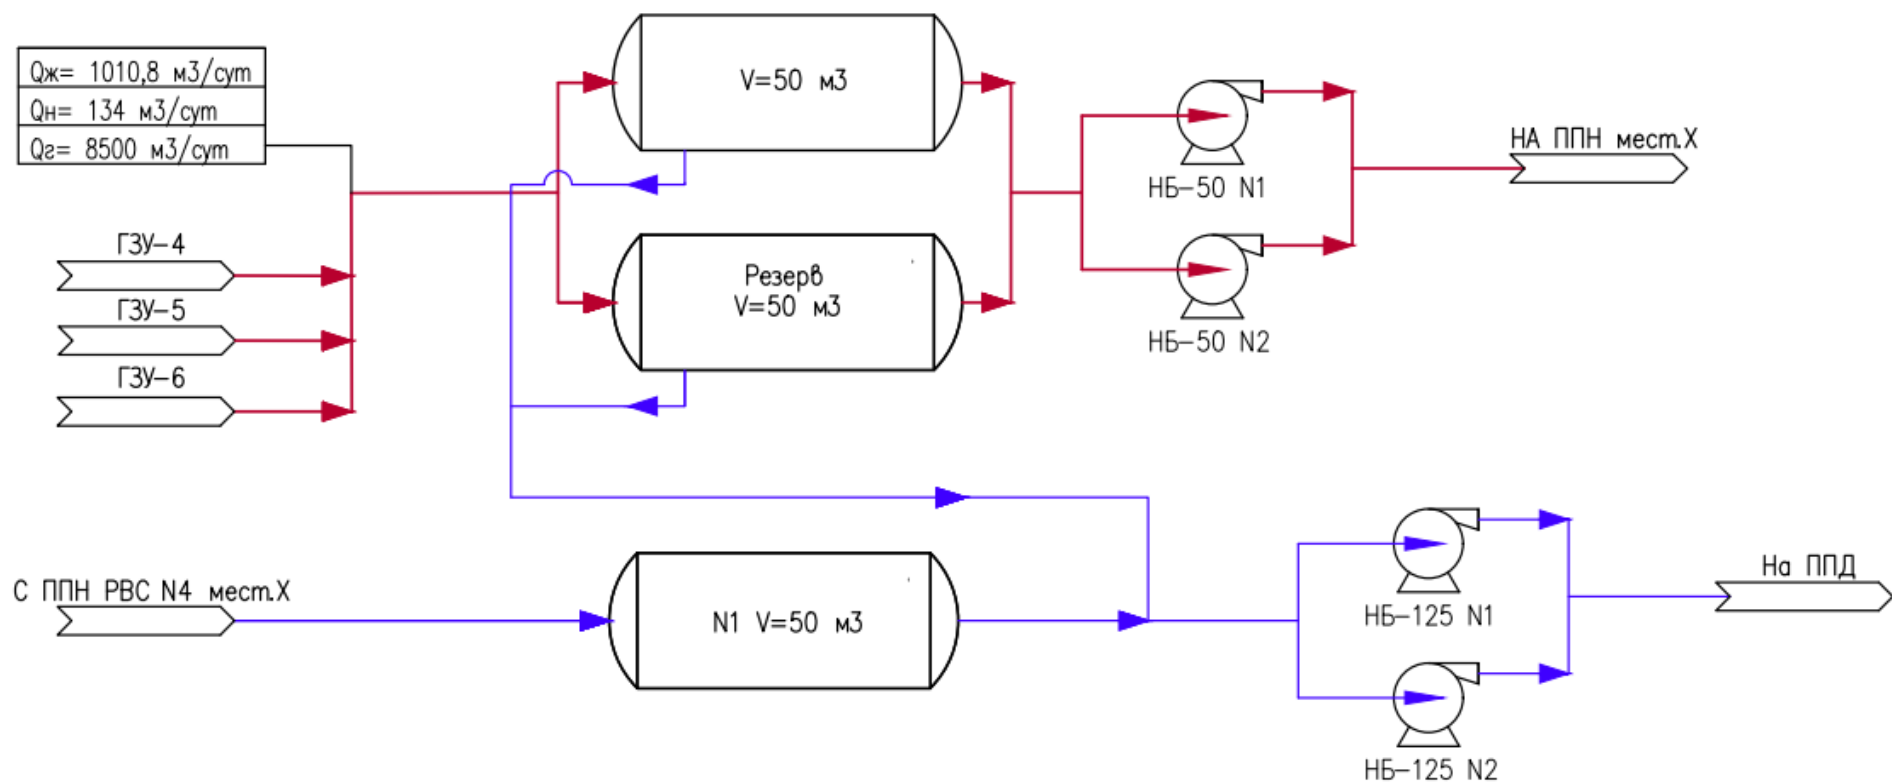 Qж= 1010,8 м3/сут
Qн= 134 м3/сут
Qг= 8500 м3/сут
ГЗУ-4
ГЗУ-5
ГЗУ-6
V=50 м3
Резерв
V=50 м3
НБ-50 N1
НБ-50 N2
НА ППН мест.Х
С ППН РВС N4 мест.Х
N1 V=50 м3
НБ-125 N1
НБ-125 N2
На ППД